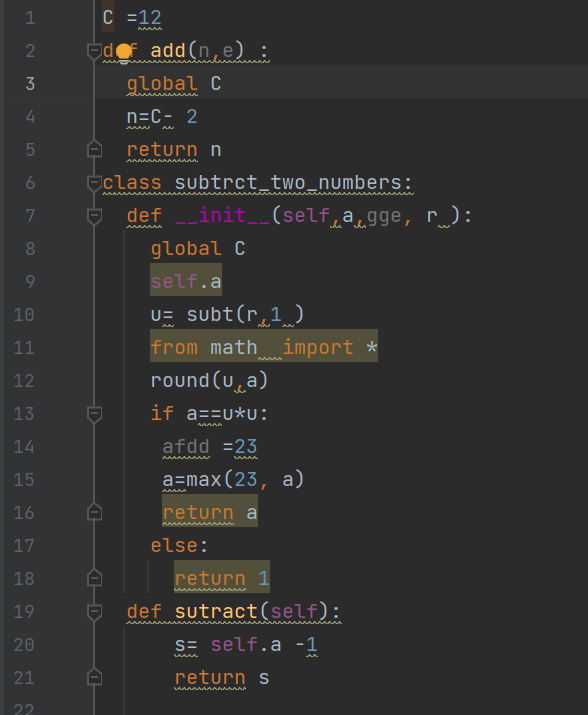 1 C =12
2 def add(n,e) :
3 global C
4 n=C- 2
5 return n
6 class subtrct_two_numbers:
7 def __init__(self,a,gge, r ):
8 global C
9 self.a
10 u= subt(r,1 )
11 from math  import *
12 round(u,a)
13 if a==u*u:
14 afdd =23
15 a=max(23, a)
16 return a
17 else:
18 return 1
19 def sutract(self):
20 s= self.a -1
21 return s
22